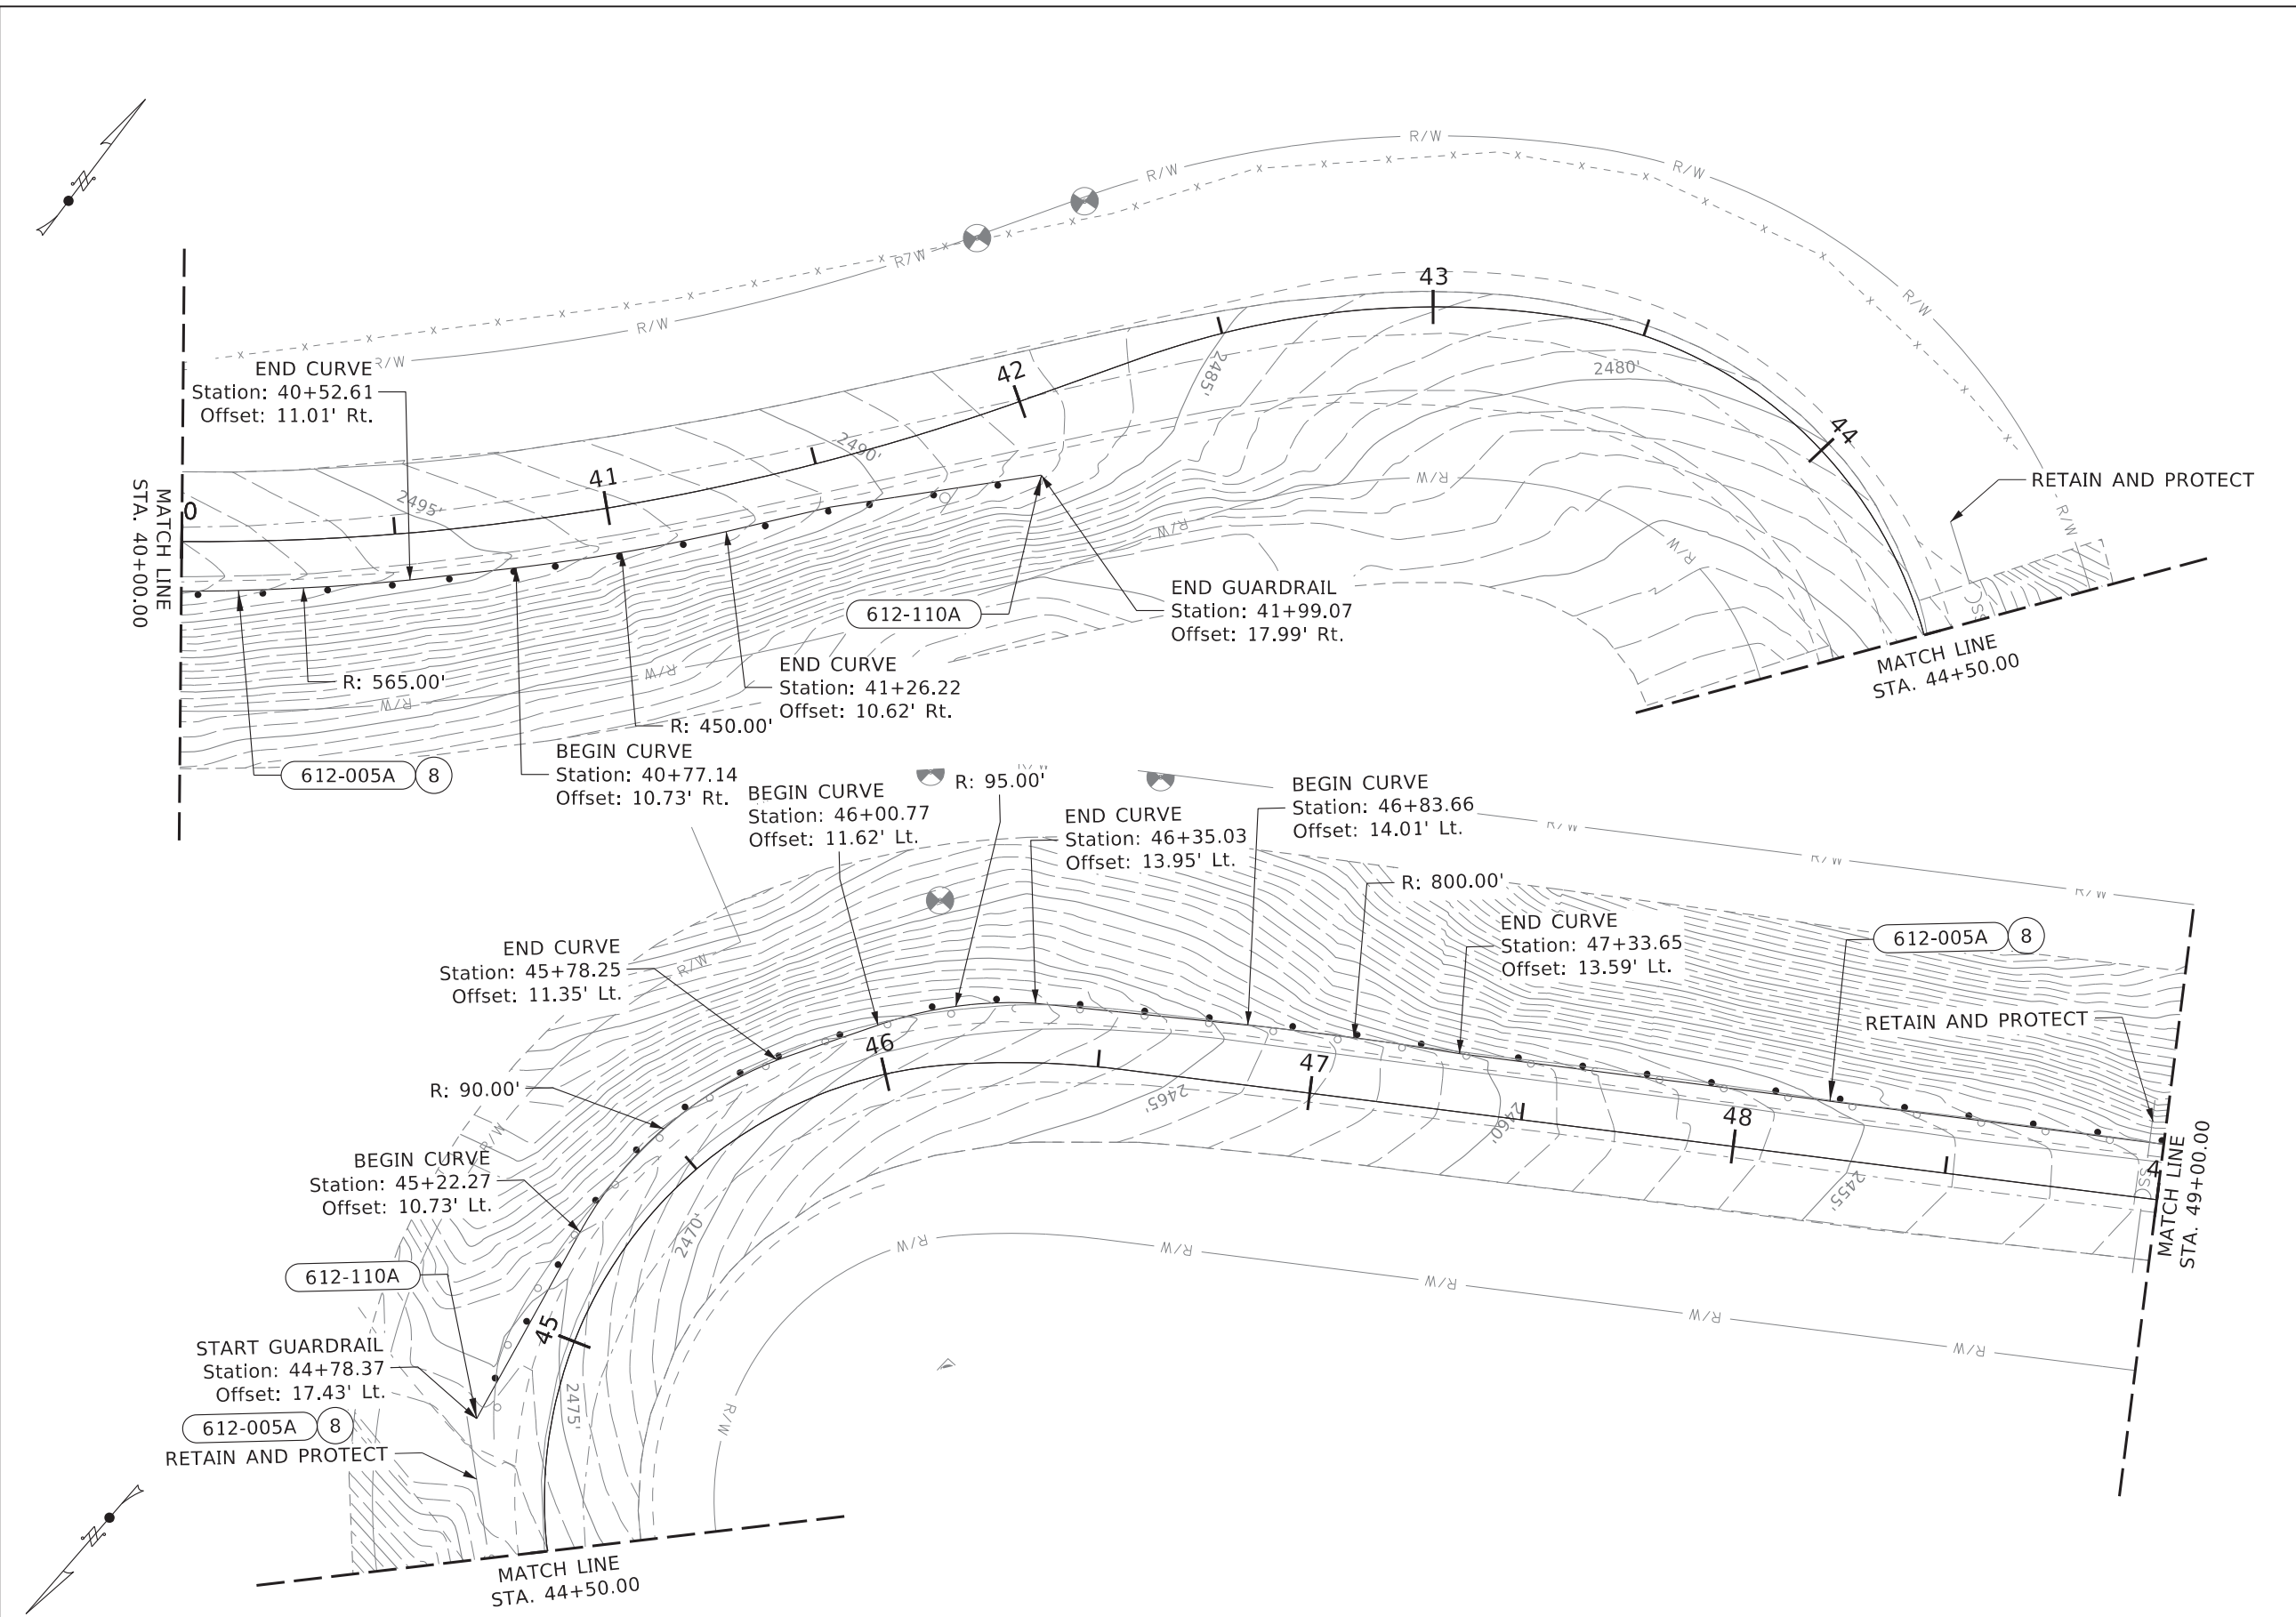 R/W
R/W
R/W
R/W
R/W
R/W
R/W
43
END CURVE
Station: 40+52.61
Offset: 11.01' Rt.
42
2485'
2480'
44
2490'
41
2495'
0
MATCH LINE
STA. 40+00.00
R/W
R/W
R/W
R/W
R/W
RETAIN AND PROTECT
R/W
SS
END GUARDRAIL
Station: 41+99.07
Offset: 17.99' Rt.
612-110A
MATCH LINE
STA. 44+50.00
R: 565.00'
END CURVE
Station: 41+26.22
Offset: 10.62' Rt.
R: 450.00'
BEGIN CURVE
Station: 40+77.14
Offset: 10.73' Rt.
612-005A
8
BEGIN CURVE
Station: 46+00.77
Offset: 11.62' Lt.
R: 95.00'
R/W
END CURVE
Station: 46+35.03
Offset: 13.95' Lt.
BEGIN CURVE
Station: 46+83.66
Offset: 14.01' Lt.
R/W
R/W
R/W
R: 800.00'
END CURVE
Station: 47+33.65
Offset: 13.59' Lt.
612-005A
8
END CURVE
Station: 45+78.25
Offset: 11.35' Lt.
R/W
RETAIN AND PROTECT
46
47
48
4
R: 90.00'
2465'
2460'
2455'
R/W
BEGIN CURVE
Station: 45+22.27
Offset: 10.73' Lt.
SS
MATCH LINE
STA. 49+00.00
2470'
612-110A
45
START GUARDRAIL
Station: 44+78.37
Offset: 17.43' Lt.
612-005A
8
RETAIN AND PROTECT
2475'
R/W
R/W
R/W
R/W
R/W
R/W
MATCH LINE
STA. 44+50.00